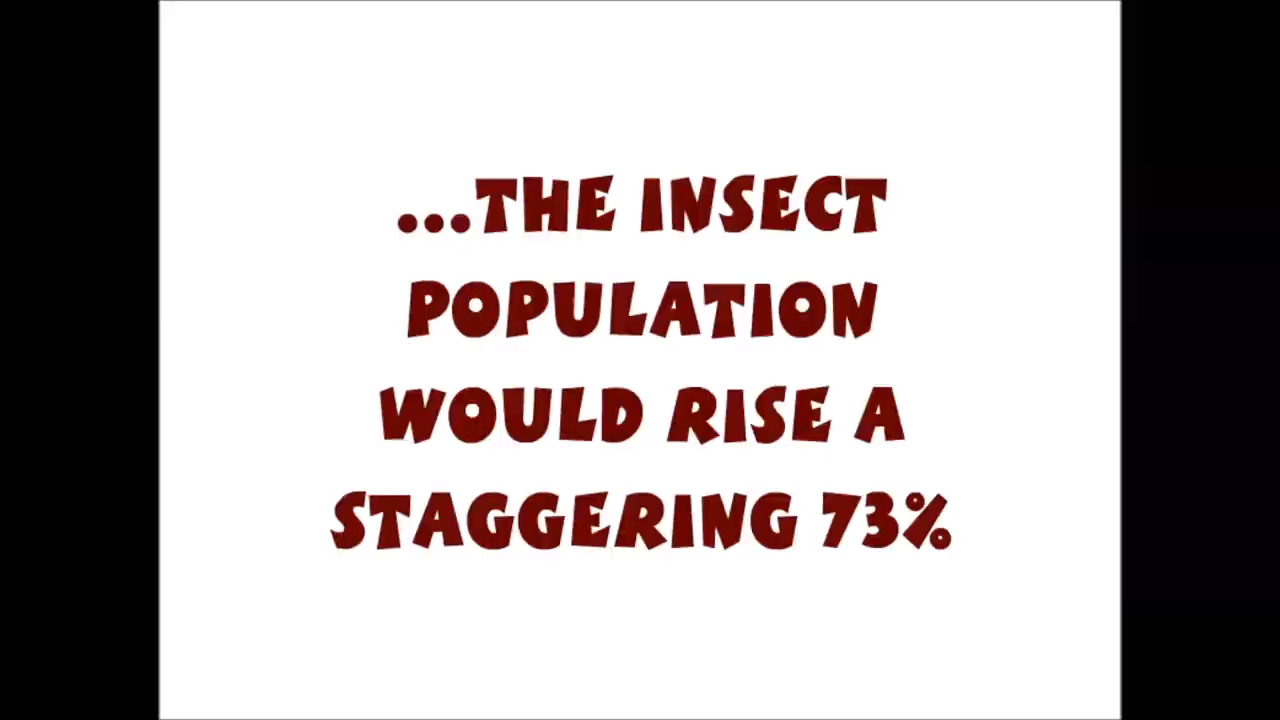 ...THE INSECT
POPULATION
WOULD RISE A
STAGGERING 73%